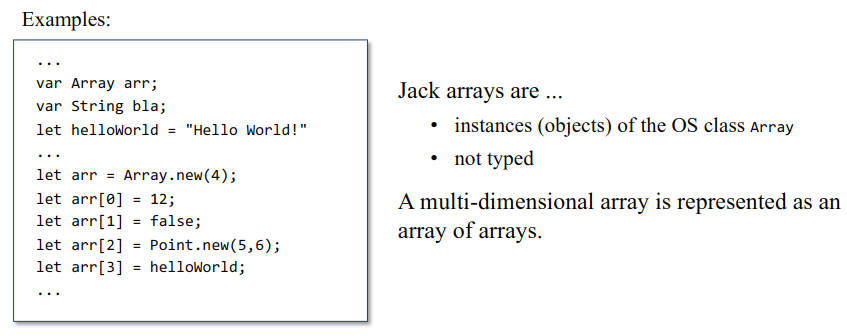 Examples:
...
var Array arr;
var String bla;
let helloWorld = "Hello World!"
...
let arr = Array.new(4);
let arr[0] = 12;
let arr[1] = false;
let arr[2] = Point.new(5,6);
let arr[3] = helloWorld;
...
Jack arrays are ...
• instances (objects) of the OS class Array
• not typed
A multi-dimensional array is represented as an
array of arrays.